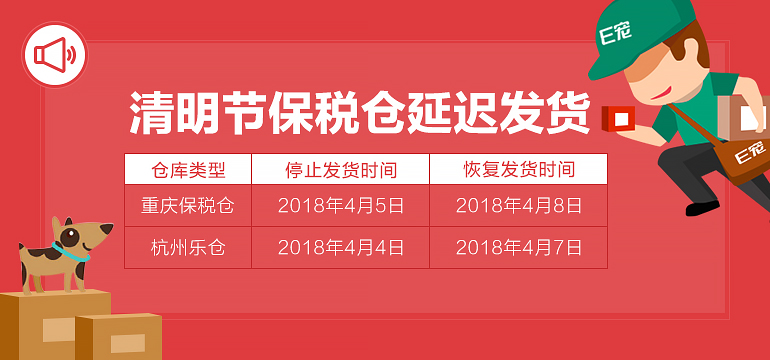 E宠
清明节保税仓延迟发货
仓库类型 停止发货时间 恢复发货时间
重庆保税仓 2018年4月5日 2018年4月8日
杭州乐仓 2018年4月4日 2018年4月7日
E宠